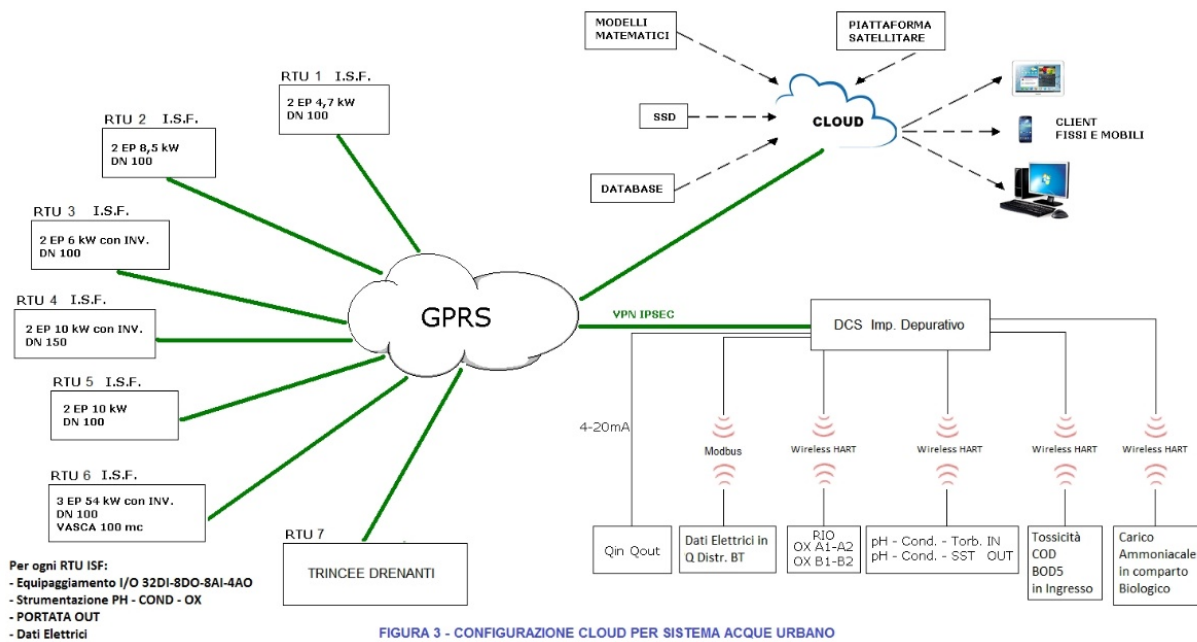 MODELLI
MATEMATICI
PIATTAFORMA
SATELLITARE
SSD
CLOUD
DATABASE
CLIENT
FISSI E MOBILI
RTU 1 I.S.F.
2 EP 4,7 kW
DN 100
RTU 2 I.S.F.
2 EP 8,5 kW
DN 100
RTU 3 I.S.F.
2 EP 6 kW con INV.
DN 100
RTU 4 I.S.F.
2 EP 10 kW con INV.
DN 150
RTU 5 I.S.F.
2 EP 10 kW
DN 100
RTU 6 I.S.F.
3 EP 54 kW con INV.
DN 100
VASCA 100 mc
RTU 7
TRINCEE DRENANTI
GPRS
VPN IPSEC
DCS Imp. Depurativo
4-20mA
Modbus
Wireless HART
Wireless HART
Wireless HART
Wireless HART
Qin Qout
Dati Elettrici in
Q Distr. BT
RIO
OX A1-A2
OX B1-B2
pH - Cond. - Torb. IN
pH - Cond. - SST OUT
Tossicità
COD
BOD5
in Ingresso
Carico
Ammoniacale
in comparto
Biologico
Per ogni RTU ISF:
- Equipaggiamento I/O 32DI-8DO-8AI-4AO
- Strumentazione PH - COND - OX
- PORTATA OUT
- Dati Elettrici
FIGURA 3 - CONFIGURAZIONE CLOUD PER SISTEMA ACQUE URBANO